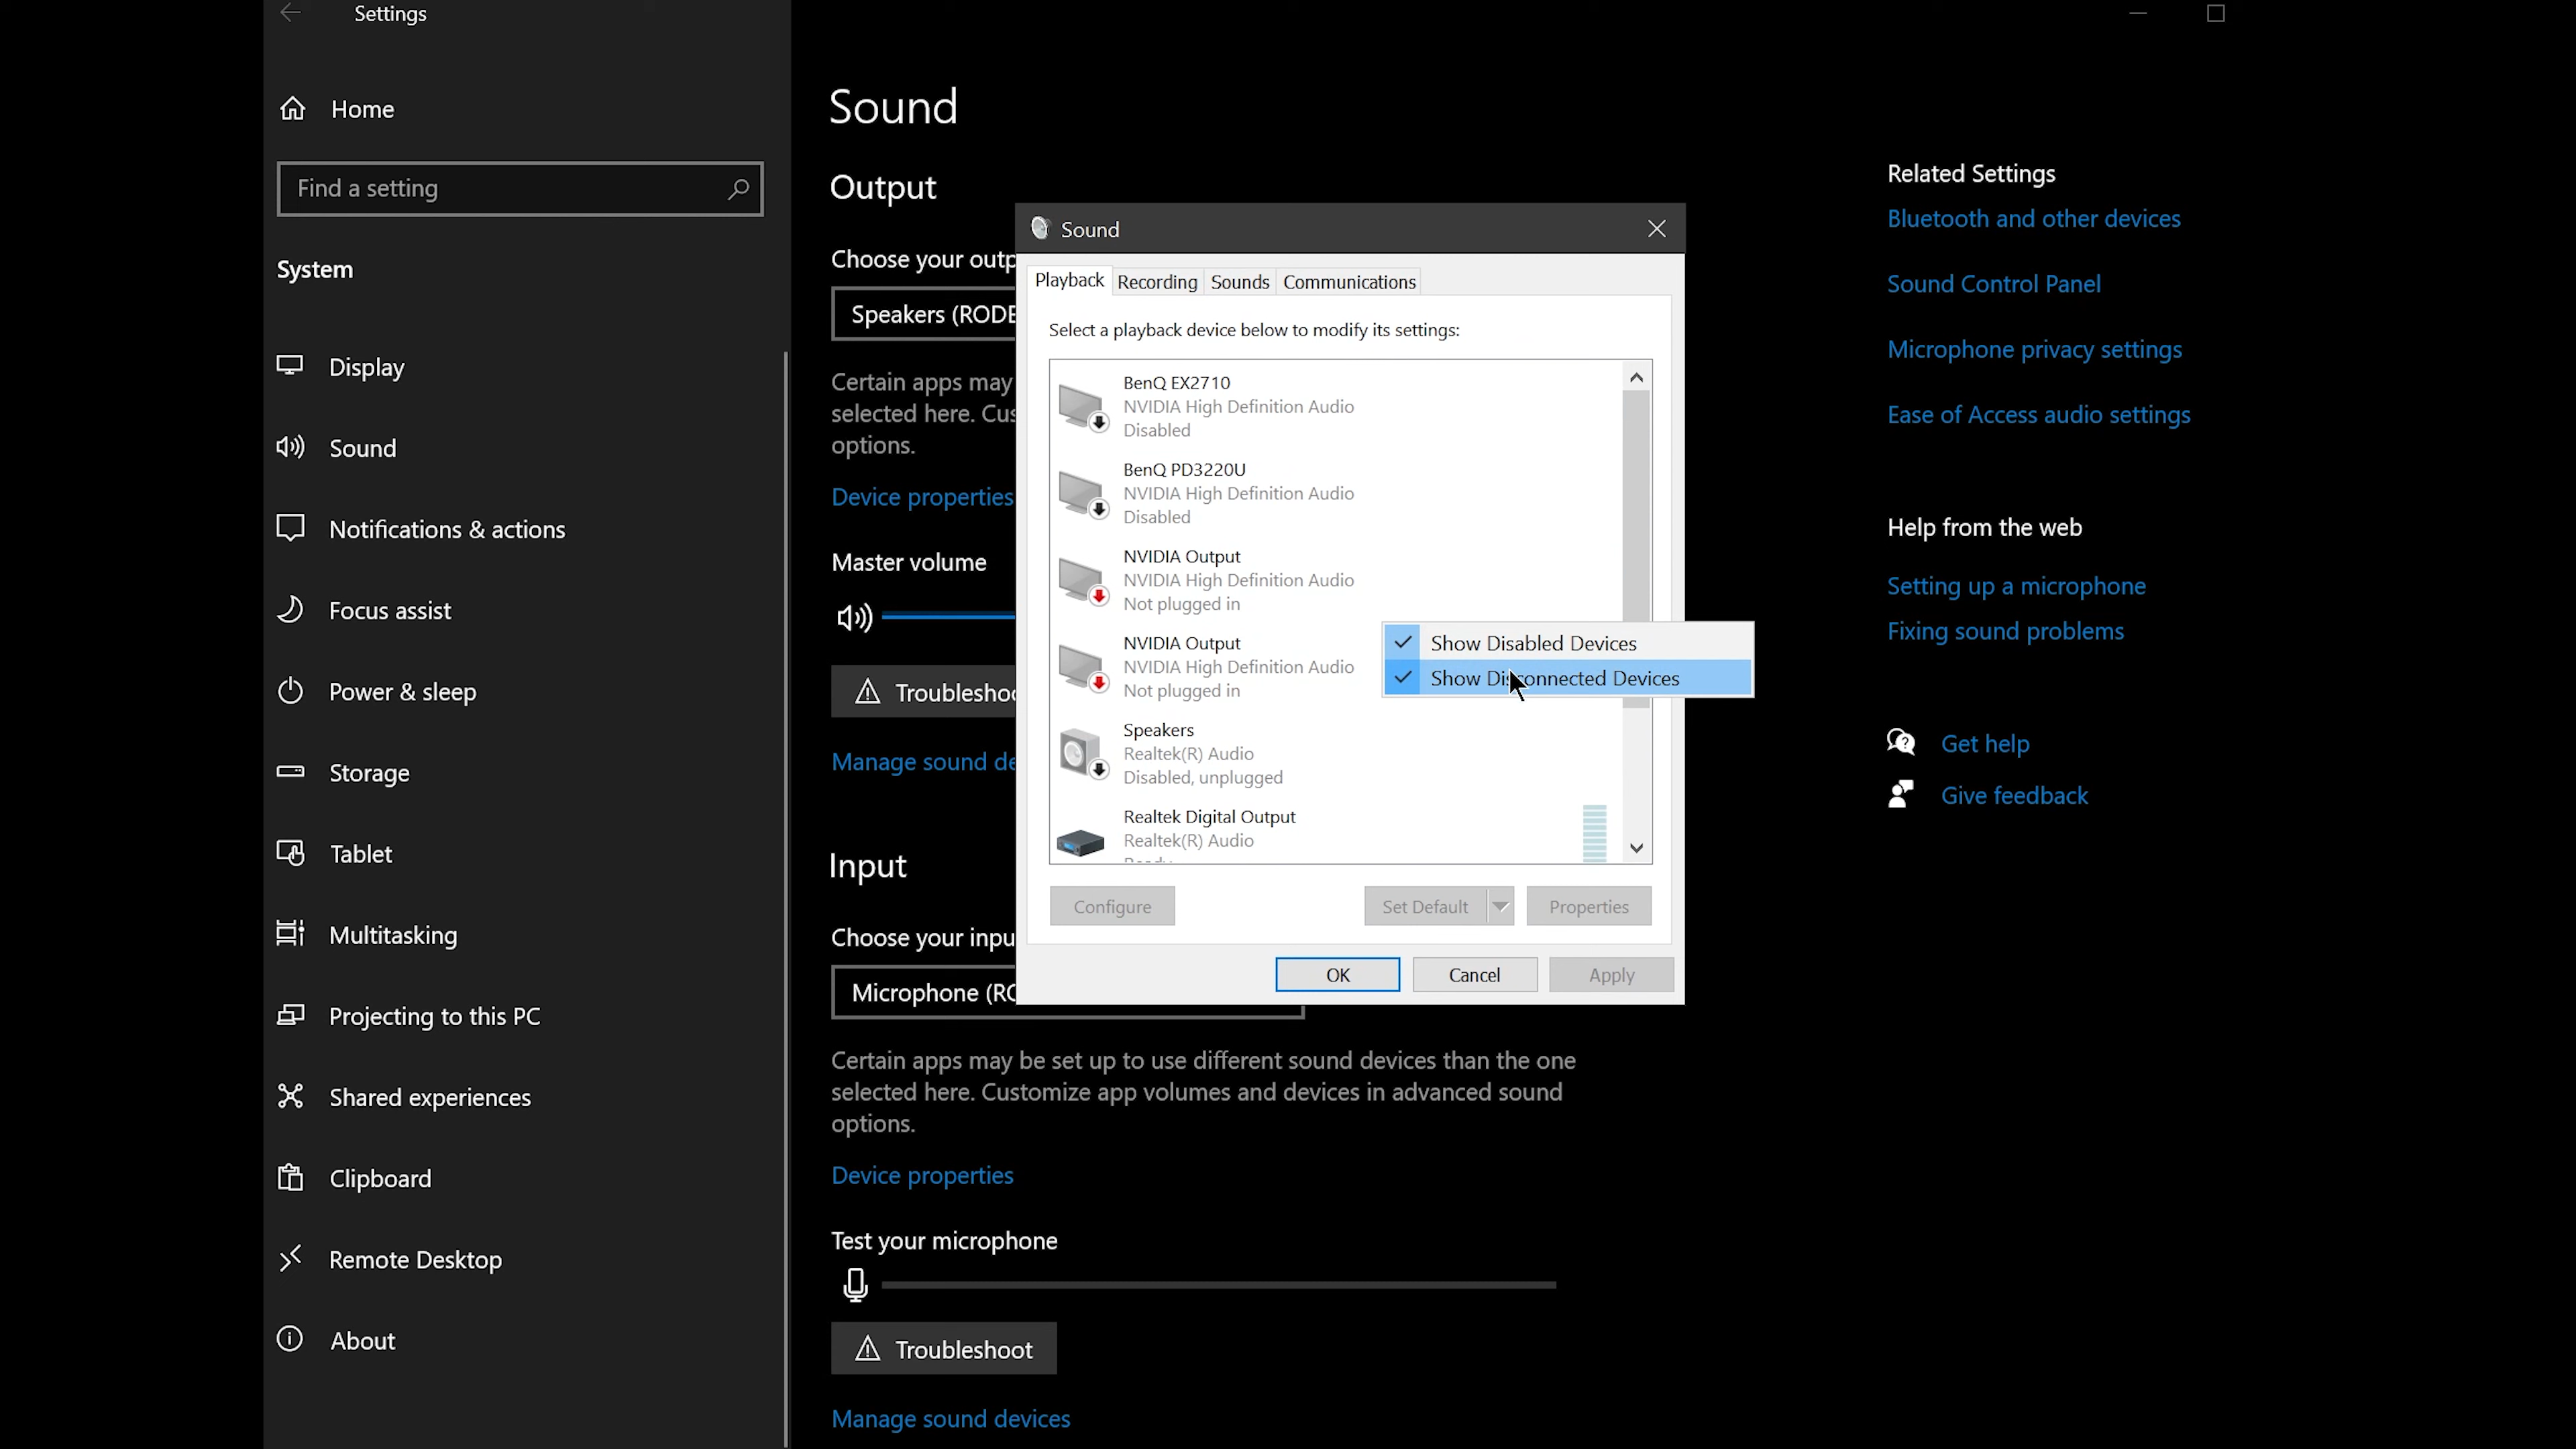 Settings
Home
Find a setting
System
Display
Sound
Notifications & actions
Focus assist
Power & sleep
Storage
Tablet
Multitasking
Projecting to this PC
Shared experiences
Clipboard
Remote Desktop
About
Sound
Output
Choose your outp
Speakers (RODE
Certain apps may
selected here. Cus
options.
Device properties
Master volume
Troubleshoo
Manage sound de
Input
Choose your inpu
Microphone (RO
Certain apps may be set up to use different sound devices than the one
selected here. Customize app volumes and devices in advanced sound
options.
Device properties
Test your microphone
Troubleshoot
Manage sound devices
Sound
Playback Recording Sounds Communications
Select a playback device below to modify its settings:
BenQ EX2710
NVIDIA High Definition Audio
Disabled
BenQ PD3220U
NVIDIA High Definition Audio
Disabled
NVIDIA Output
NVIDIA High Definition Audio
Not plugged in
NVIDIA Output
NVIDIA High Definition Audio
Not plugged in
Show Disabled Devices
Show Disconnected Devices
Speakers
Realtek(R) Audio
Disabled, unplugged
Realtek Digital Output
Realtek(R) Audio
Configure Set Default Properties
OK Cancel Apply
Related Settings
Bluetooth and other devices
Sound Control Panel
Microphone privacy settings
Ease of Access audio settings
Help from the web
Setting up a microphone
Fixing sound problems
Get help
Give feedback